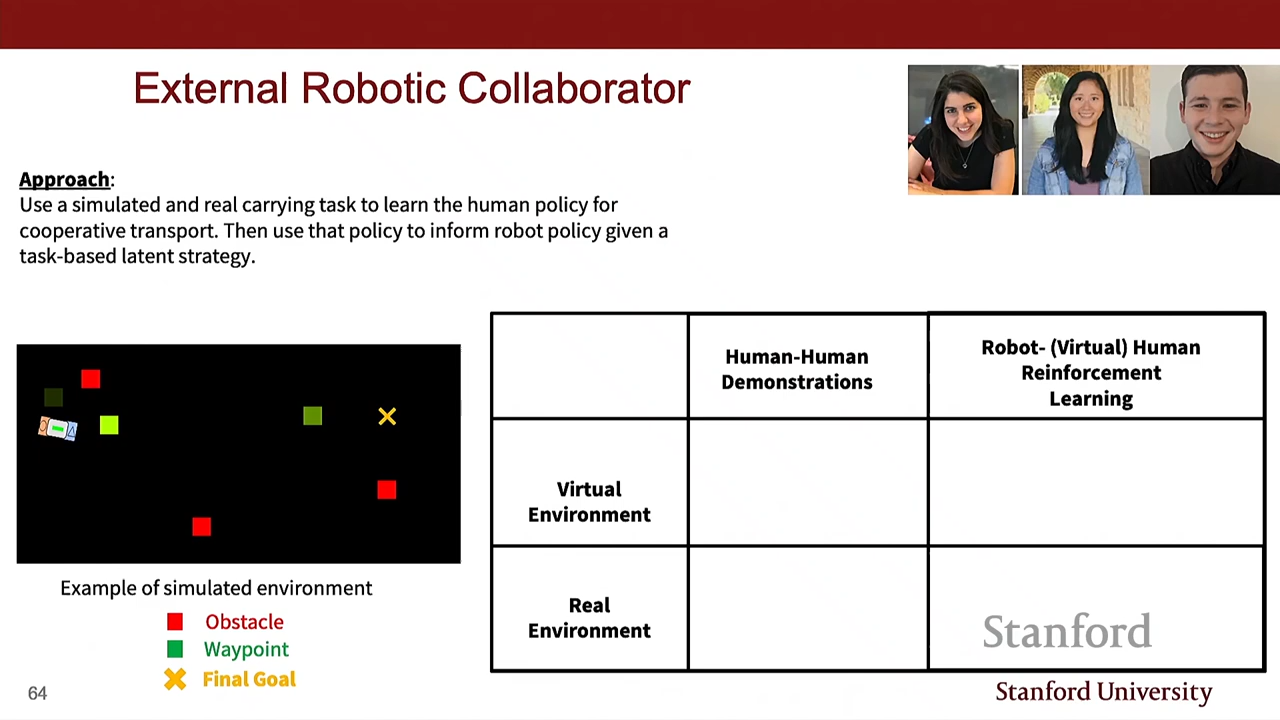 External Robotic Collaborator
Approach:
Use a simulated and real carrying task to learn the human policy for
cooperative transport. Then use that policy to inform robot policy given a
task-based latent strategy.
Human-Human
Demonstrations
Robot- (Virtual) Human
Reinforcement
Learning
Virtual
Environment
Real
Environment
Example of simulated environment
Obstacle
Waypoint
Final Goal
Stanford
Stanford University
64